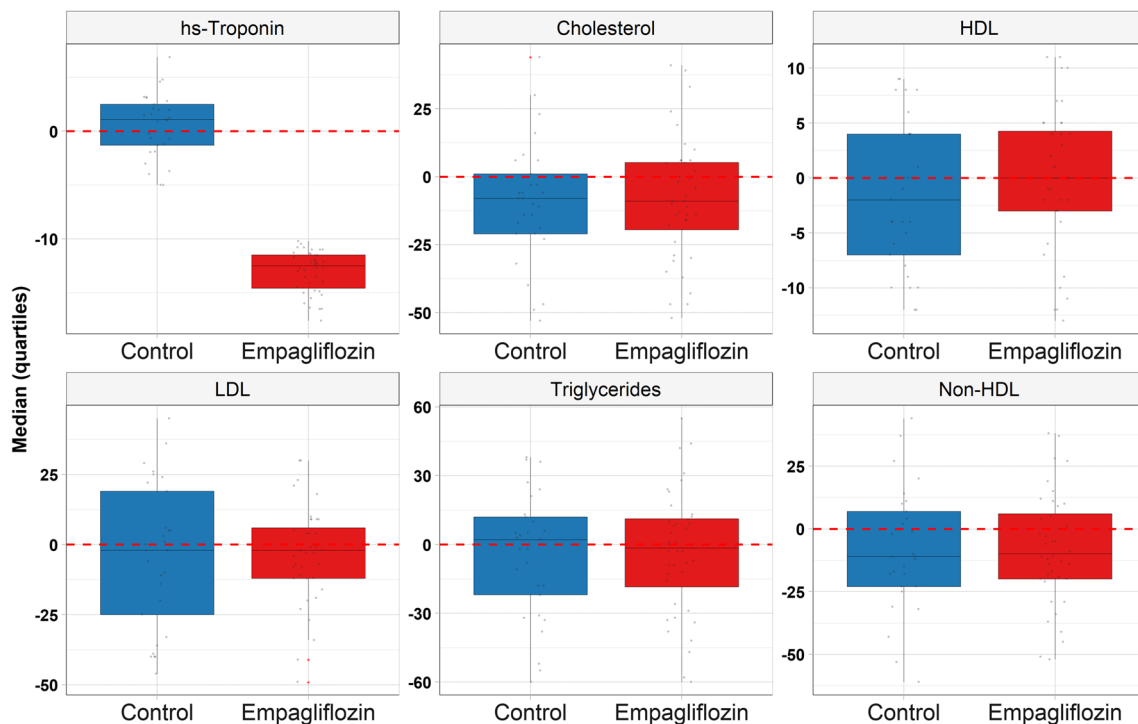 hs-Troponin
Cholesterol
HDL
0
-10
Control
Empagliflozin
25
0
-25
-50
Control
Empagliflozin
10
5
0
-5
-10
Control
Empagliflozin
Median (quartiles)
LDL
Triglycerides
Non-HDL
25
0
-25
-50
Control
Empagliflozin
60
30
0
-30
-60
Control
Empagliflozin
25
0
-25
-50
Control
Empagliflozin